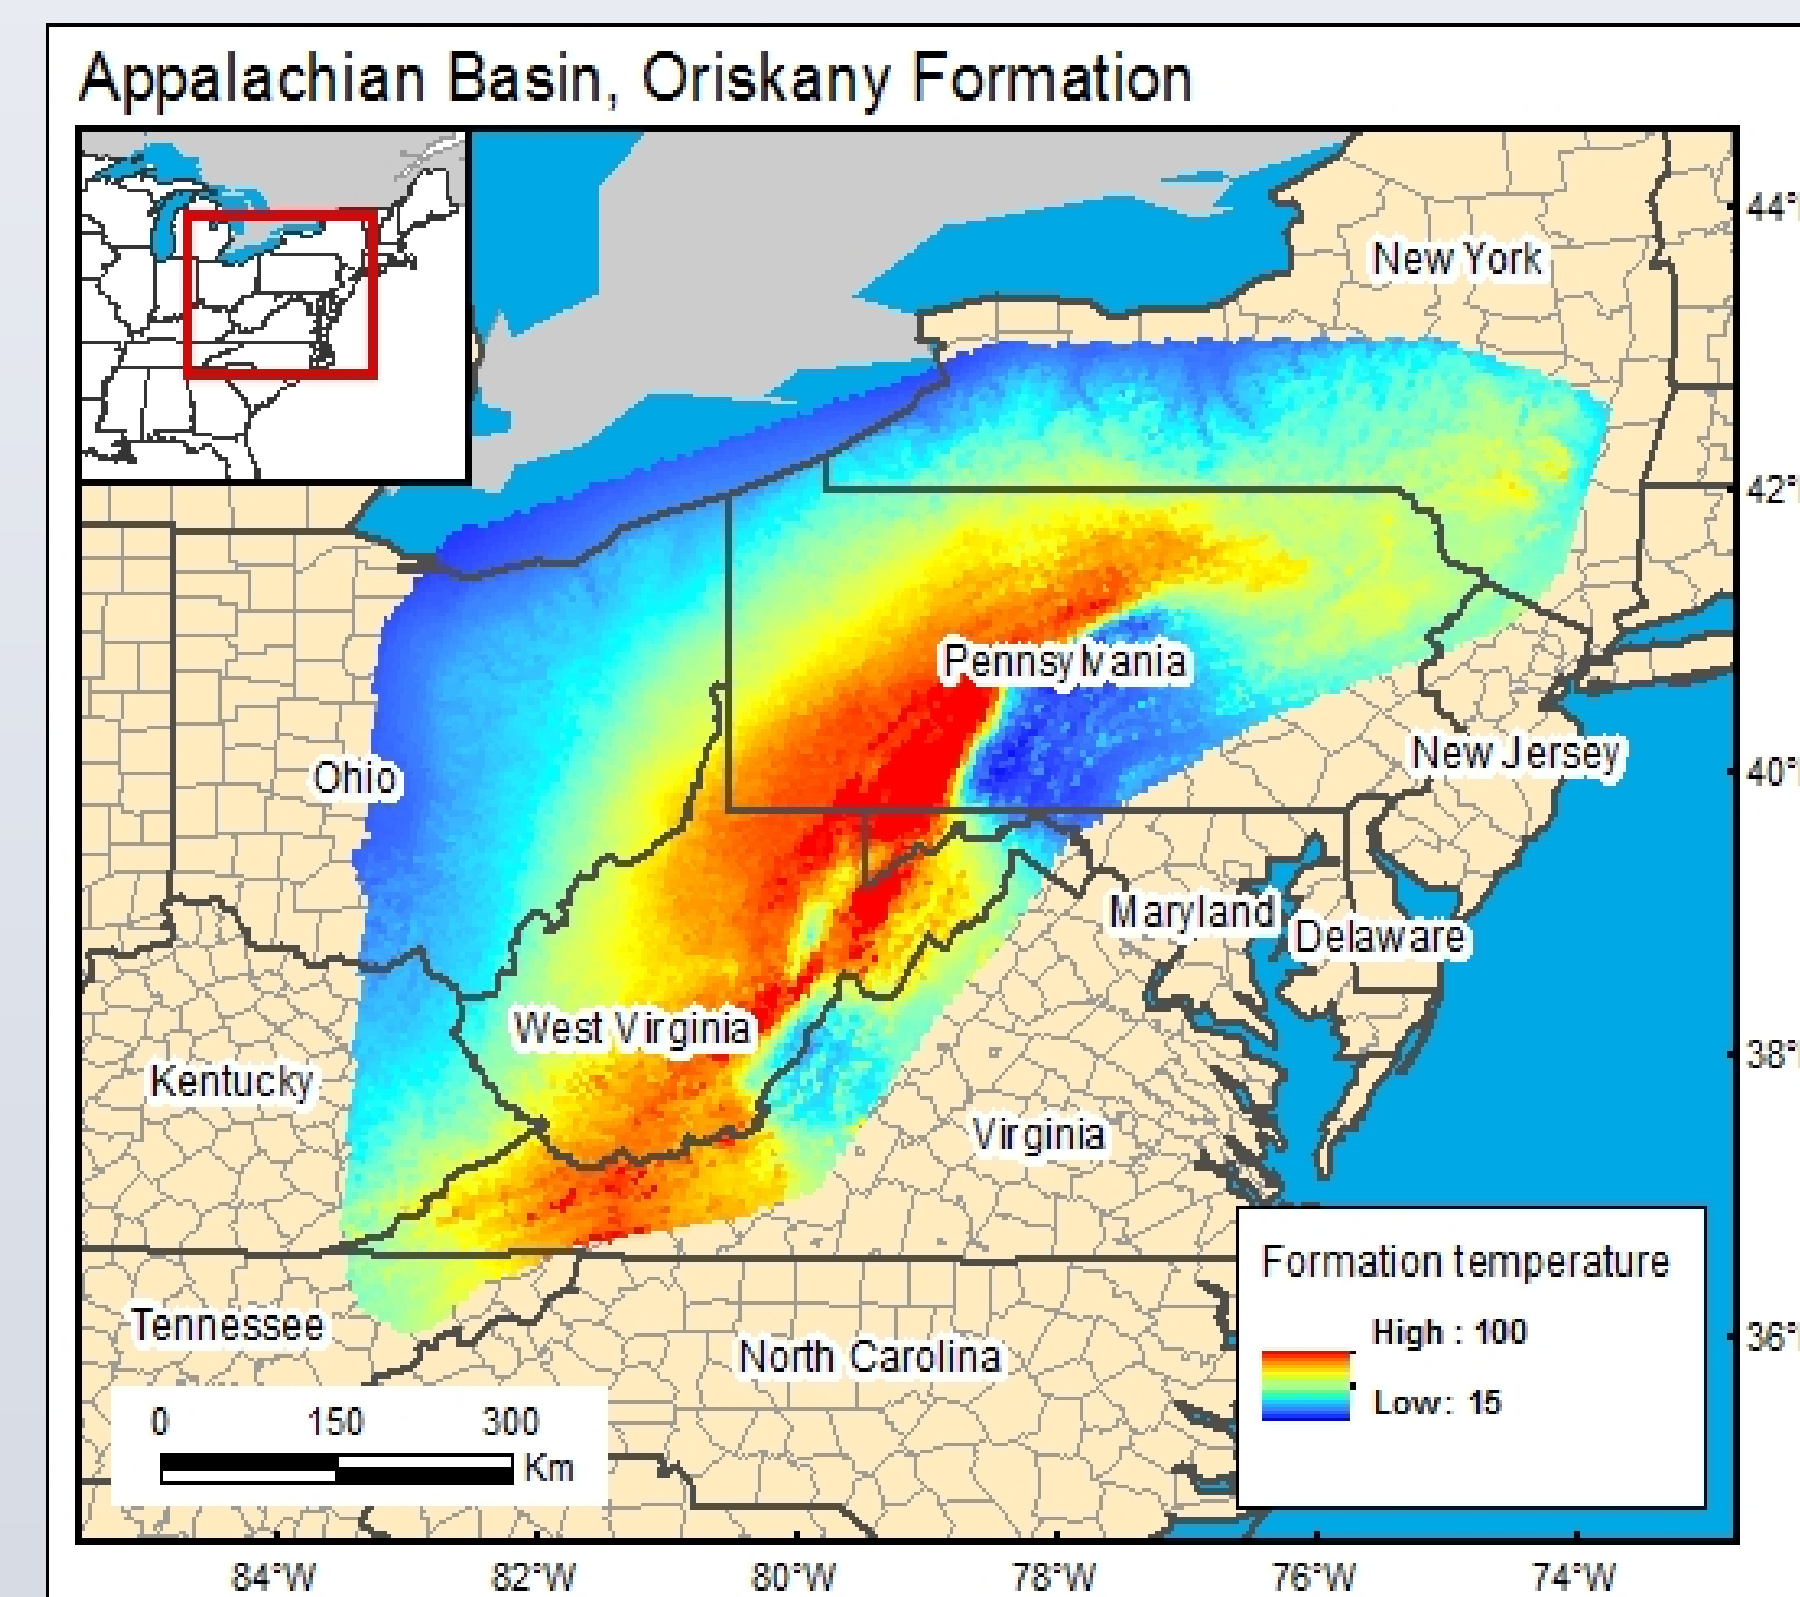 Appalachian Basin, Oriskany Formation
44°
New York
42°
Pennsylvania
New Jersey
40°
Ohio
Maryland
Delaware
West Virginia
38°
Kentucky
Virginia
Formation temperature
High : 100
Low : 15
Tennessee
36°
North Carolina
0 150 300
Km
84°W 82°W 80°W 78°W 76°W 74°W